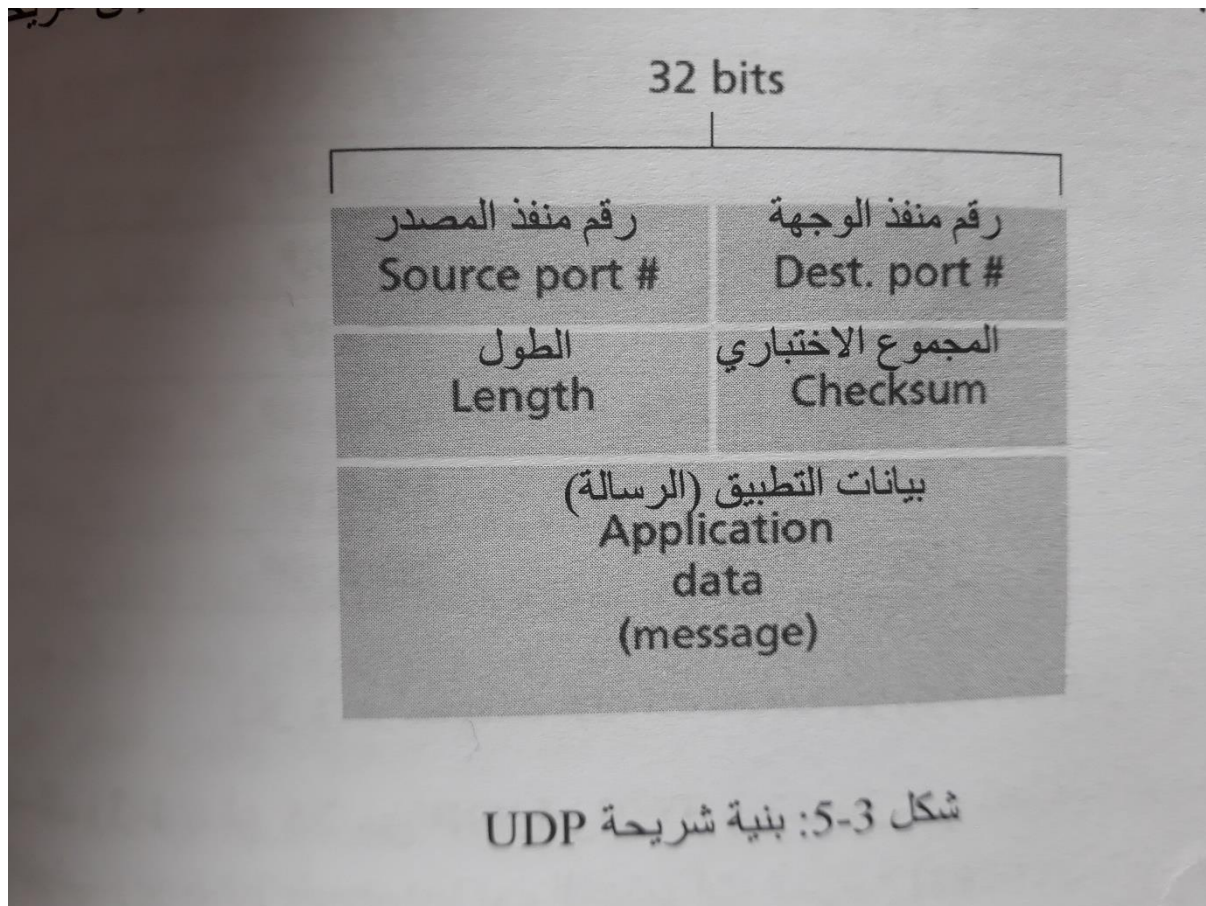 32 bits
رقم منفذ المصدر
Source port #
رقم منفذ الوجهة
Dest. port #
الطول
Length
المجموع الاختباري
Checksum
بيانات التطبيق (الرسالة)
Application
data
(message)
شكل 3-5: بنية شريحة UDP